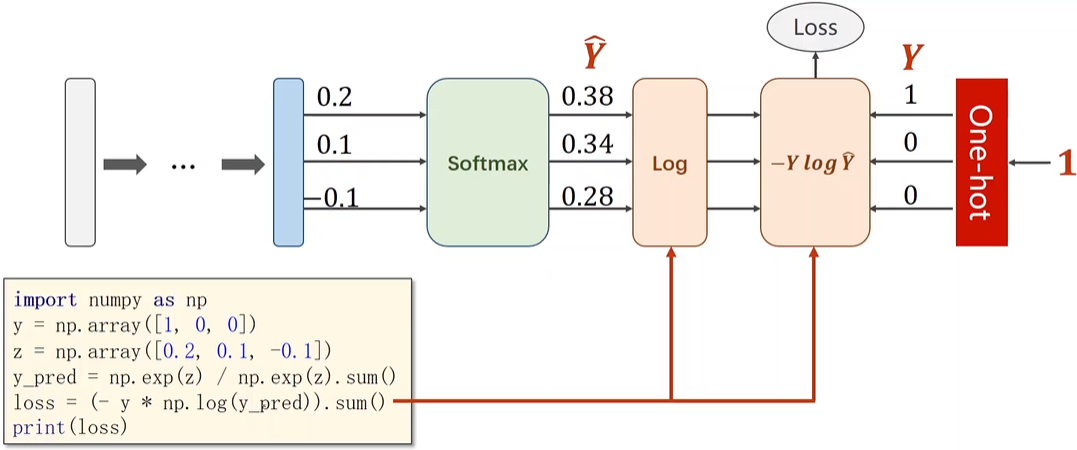 Loss
Ŷ
Y
0.2
0.38
1
0.1
0.34
0
−0.1
0.28
0
...
Softmax
Log
−Y log Ŷ
One-hot
1
import numpy as np
y = np.array([1, 0, 0])
z = np.array([0.2, 0.1, -0.1])
y_pred = np.exp(z) / np.exp(z).sum()
loss = (- y * np.log(y_pred)).sum()
print(loss)